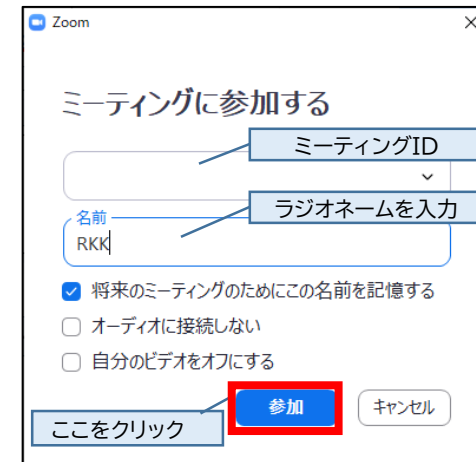 Zoom
ミーティングに参加する
ミーティングID
ラジオネームを入力
名前
RKK
将来のミーティングのためにこの名前を記憶する
オーディオに接続しない
自分のビデオをオフにする
参加
キャンセル
ここをクリック